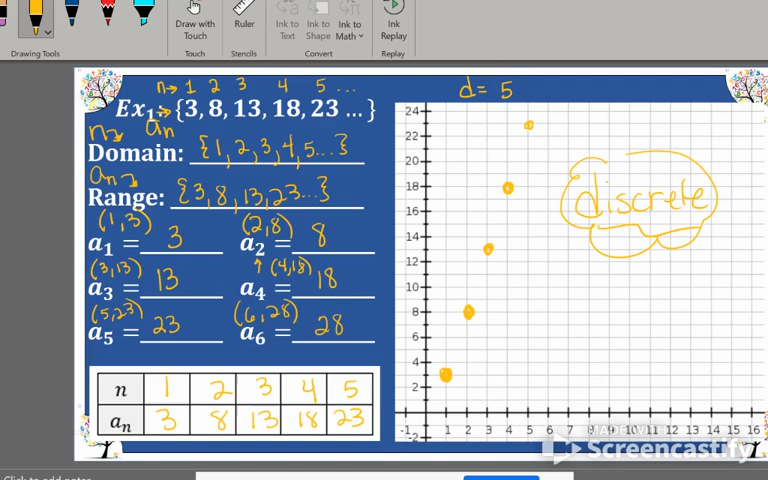 Drawing Tools
Draw with Touch
Touch
Ruler
Stencils
Ink to Text
Ink to Shape
Ink to Math
Convert
Ink Replay
Replay
n→ 1 2 3 4 5 ...
Ex1: {3, 8, 13, 18, 23 ... }
n→ an
Domain: {1, 2, 3, 4, 5...}
an→
Range: {3, 8, 13, 23...}
(1, 3) (2, 8)
a1 = 3 a2 = 8
(3, 13) ↑ (4, 18)
a3 = 13 a4 = 18
(5, 23) (6, 28)
a5 = 23 a6 = 28
n 1 2 3 4 5
an 3 8 13 18 23
d = 5
discrete
24
22
20
18
16
14
12
10
8
6
4
2
-2
-1 1 2 3 4 5 6 7 8 9 10 11 12 13 14 15 16
MADE WITH
Screencastify
Click to add notes